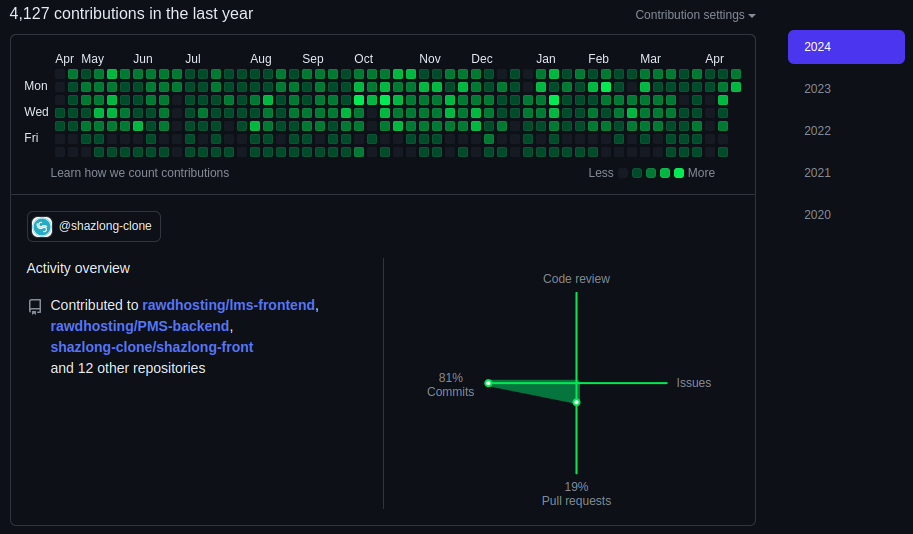 4,127 contributions in the last year
Contribution settings
2024
2023
2022
2021
2020
Apr May Jun Jul Aug Sep Oct Nov Dec Jan Feb Mar Apr
Mon
Wed
Fri
Learn how we count contributions
Less More
@shazlong-clone
Activity overview
Contributed to rawdhosting/lms-frontend,
rawdhosting/PMS-backend,
shazlong-clone/shazlong-front
and 12 other repositories
Code review
81%
Commits
Issues
19%
Pull requests